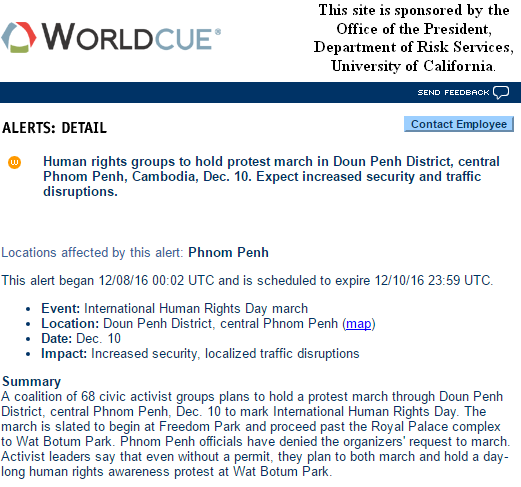 WORLDCUE®
This site is sponsored by the
Office of the President,
Department of Risk Services,
University of California.
SEND FEEDBACK
ALERTS: DETAIL
Contact Employee
W
Human rights groups to hold protest march in Doun Penh District, central
Phnom Penh, Cambodia, Dec. 10. Expect increased security and traffic
disruptions.
Locations affected by this alert: Phnom Penh
This alert began 12/08/16 00:02 UTC and is scheduled to expire 12/10/16 23:59 UTC.
• Event: International Human Rights Day march
• Location: Doun Penh District, central Phnom Penh (map)
• Date: Dec. 10
• Impact: Increased security, localized traffic disruptions
Summary
A coalition of 68 civic activist groups plans to hold a protest march through Doun Penh
District, central Phnom Penh, Dec. 10 to mark International Human Rights Day. The
march is slated to begin at Freedom Park and proceed past the Royal Palace complex
to Wat Botum Park. Phnom Penh officials have denied the organizers' request to march.
Activist leaders say that even without a permit, they plan to both march and hold a day-
long human rights awareness protest at Wat Botum Park.